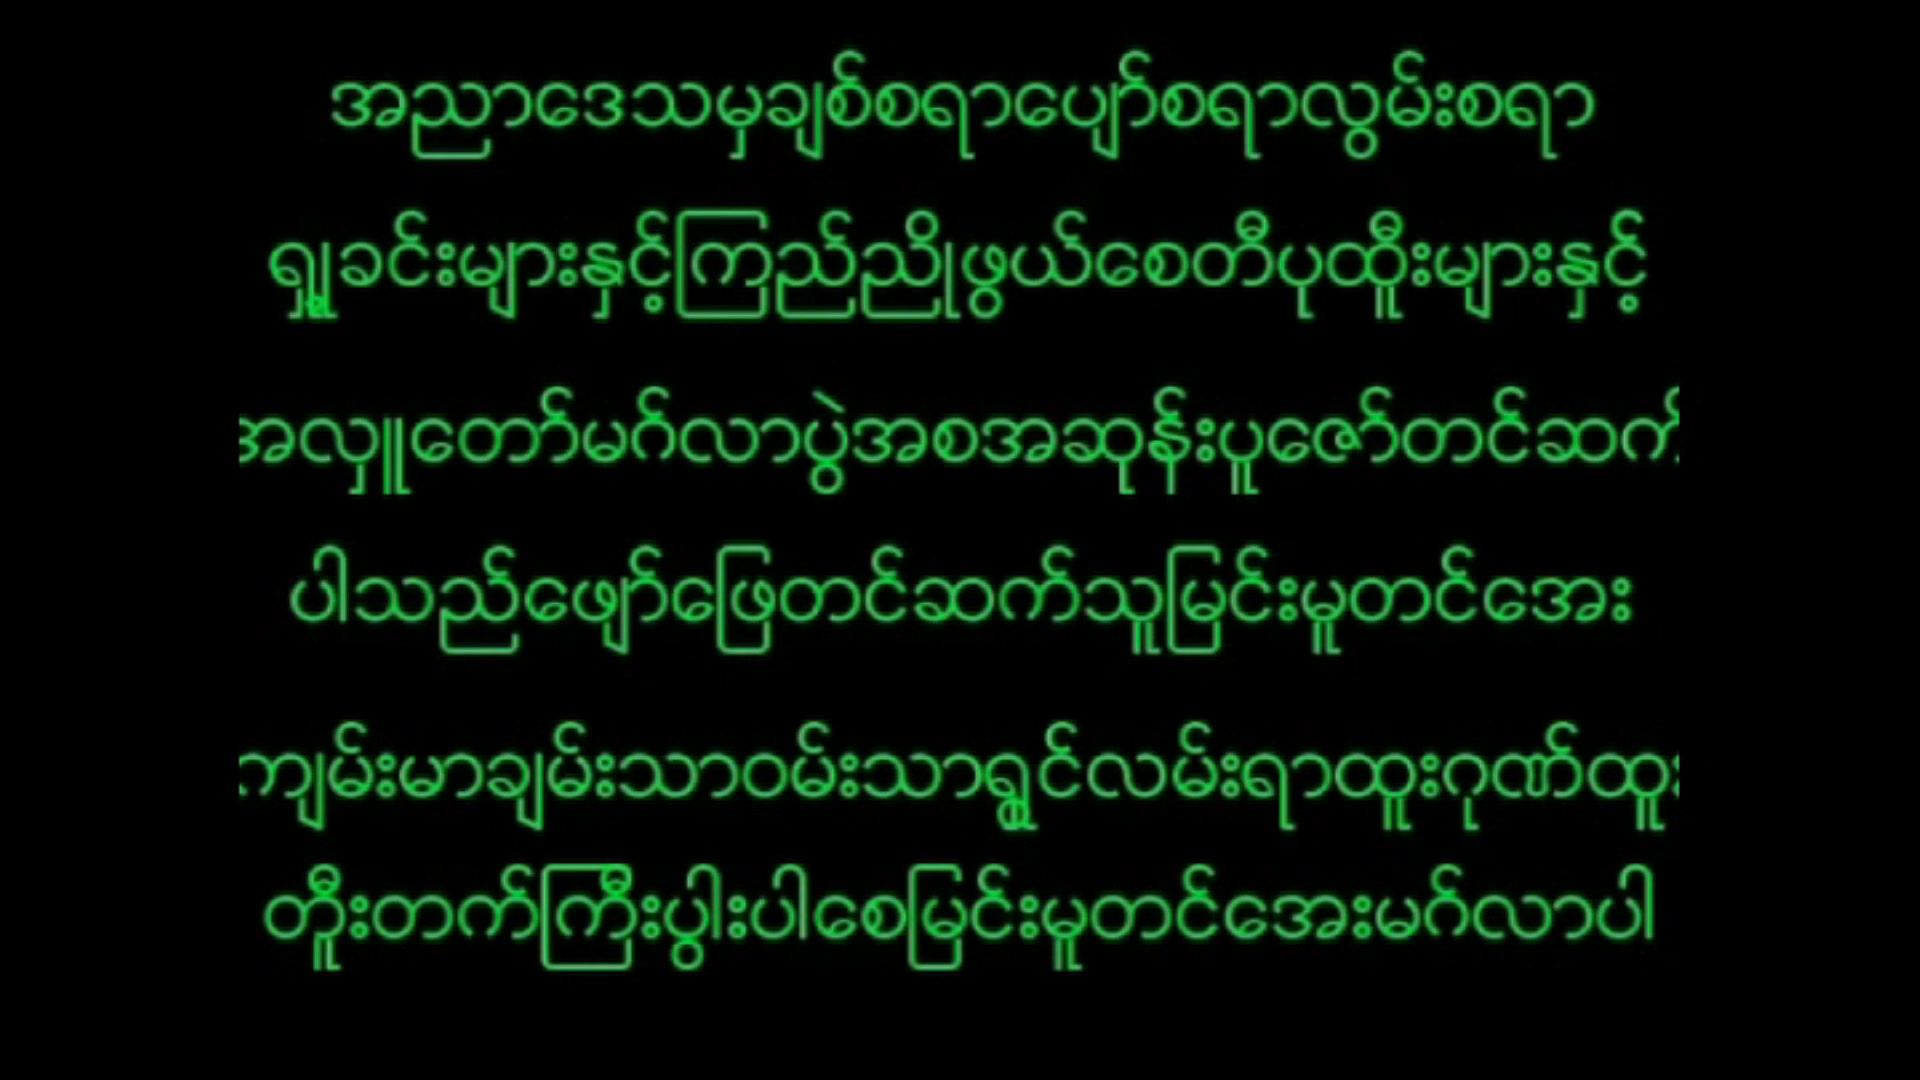 အညာဒေသမှချစ်စရာပျော်စရာလွမ်းစရာ
ရှုခင်းများနှင့်ကြည်ညိုဖွယ်စေတီပုထိူးများနှင့်
အလှူတော်မင်္ဂလာပွဲအစအဆုန်းပူဇော်တင်ဆက်
ပါသည်ဖျော်ဖြေတင်ဆက်သူမြင်းမူတင်အေး
ကျမ်းမာချမ်းသာဝမ်းသာရွှင်လမ်းရာထူးဂုဏ်ထူး
တိူးတက်ကြီးပွါးပါစေမြင်းမူတင်အေးမင်္ဂလာပါ